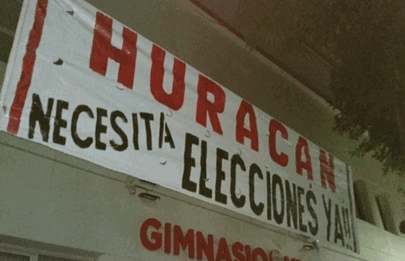 HURACAN
NECESITA ELECCIONES YA!!!
GIMNASIO